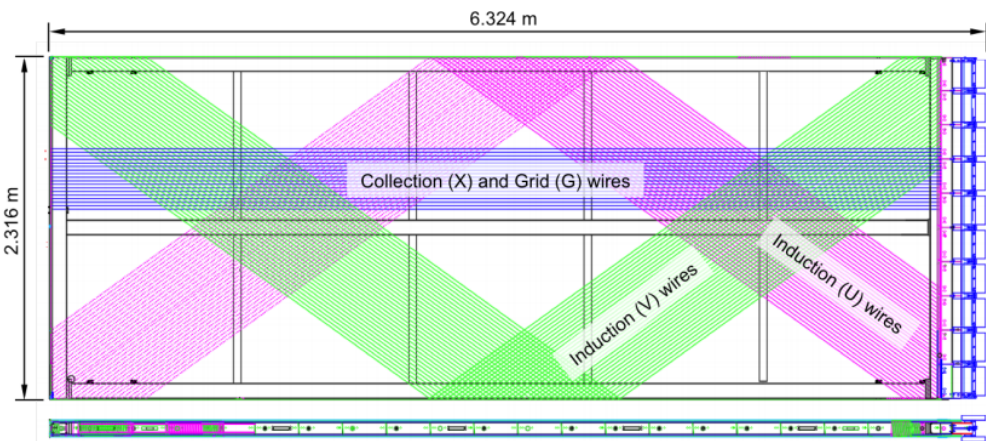 6.324 m
2.316 m
Collection (X) and Grid (G) wires
Induction (V) wires
Induction (U) wires